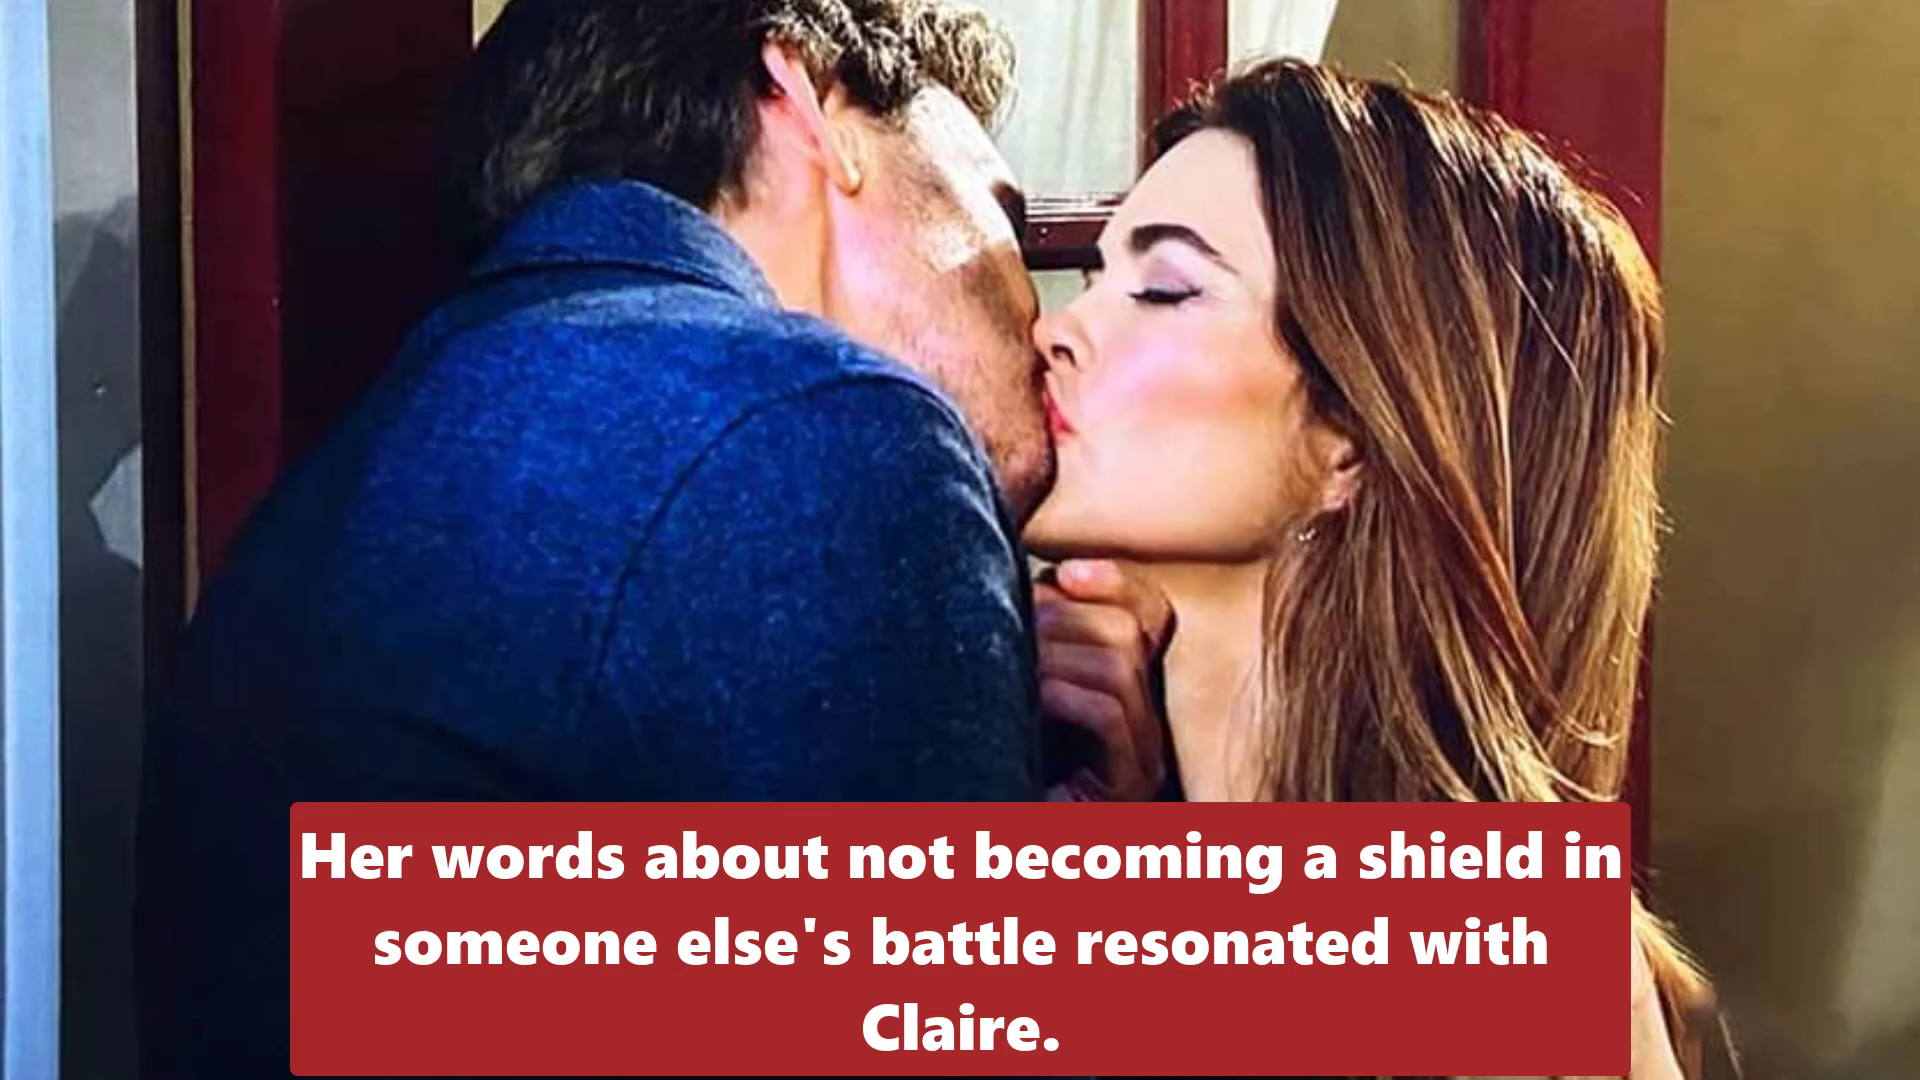 Her words about not becoming a shield in
someone else's battle resonated with
Claire.